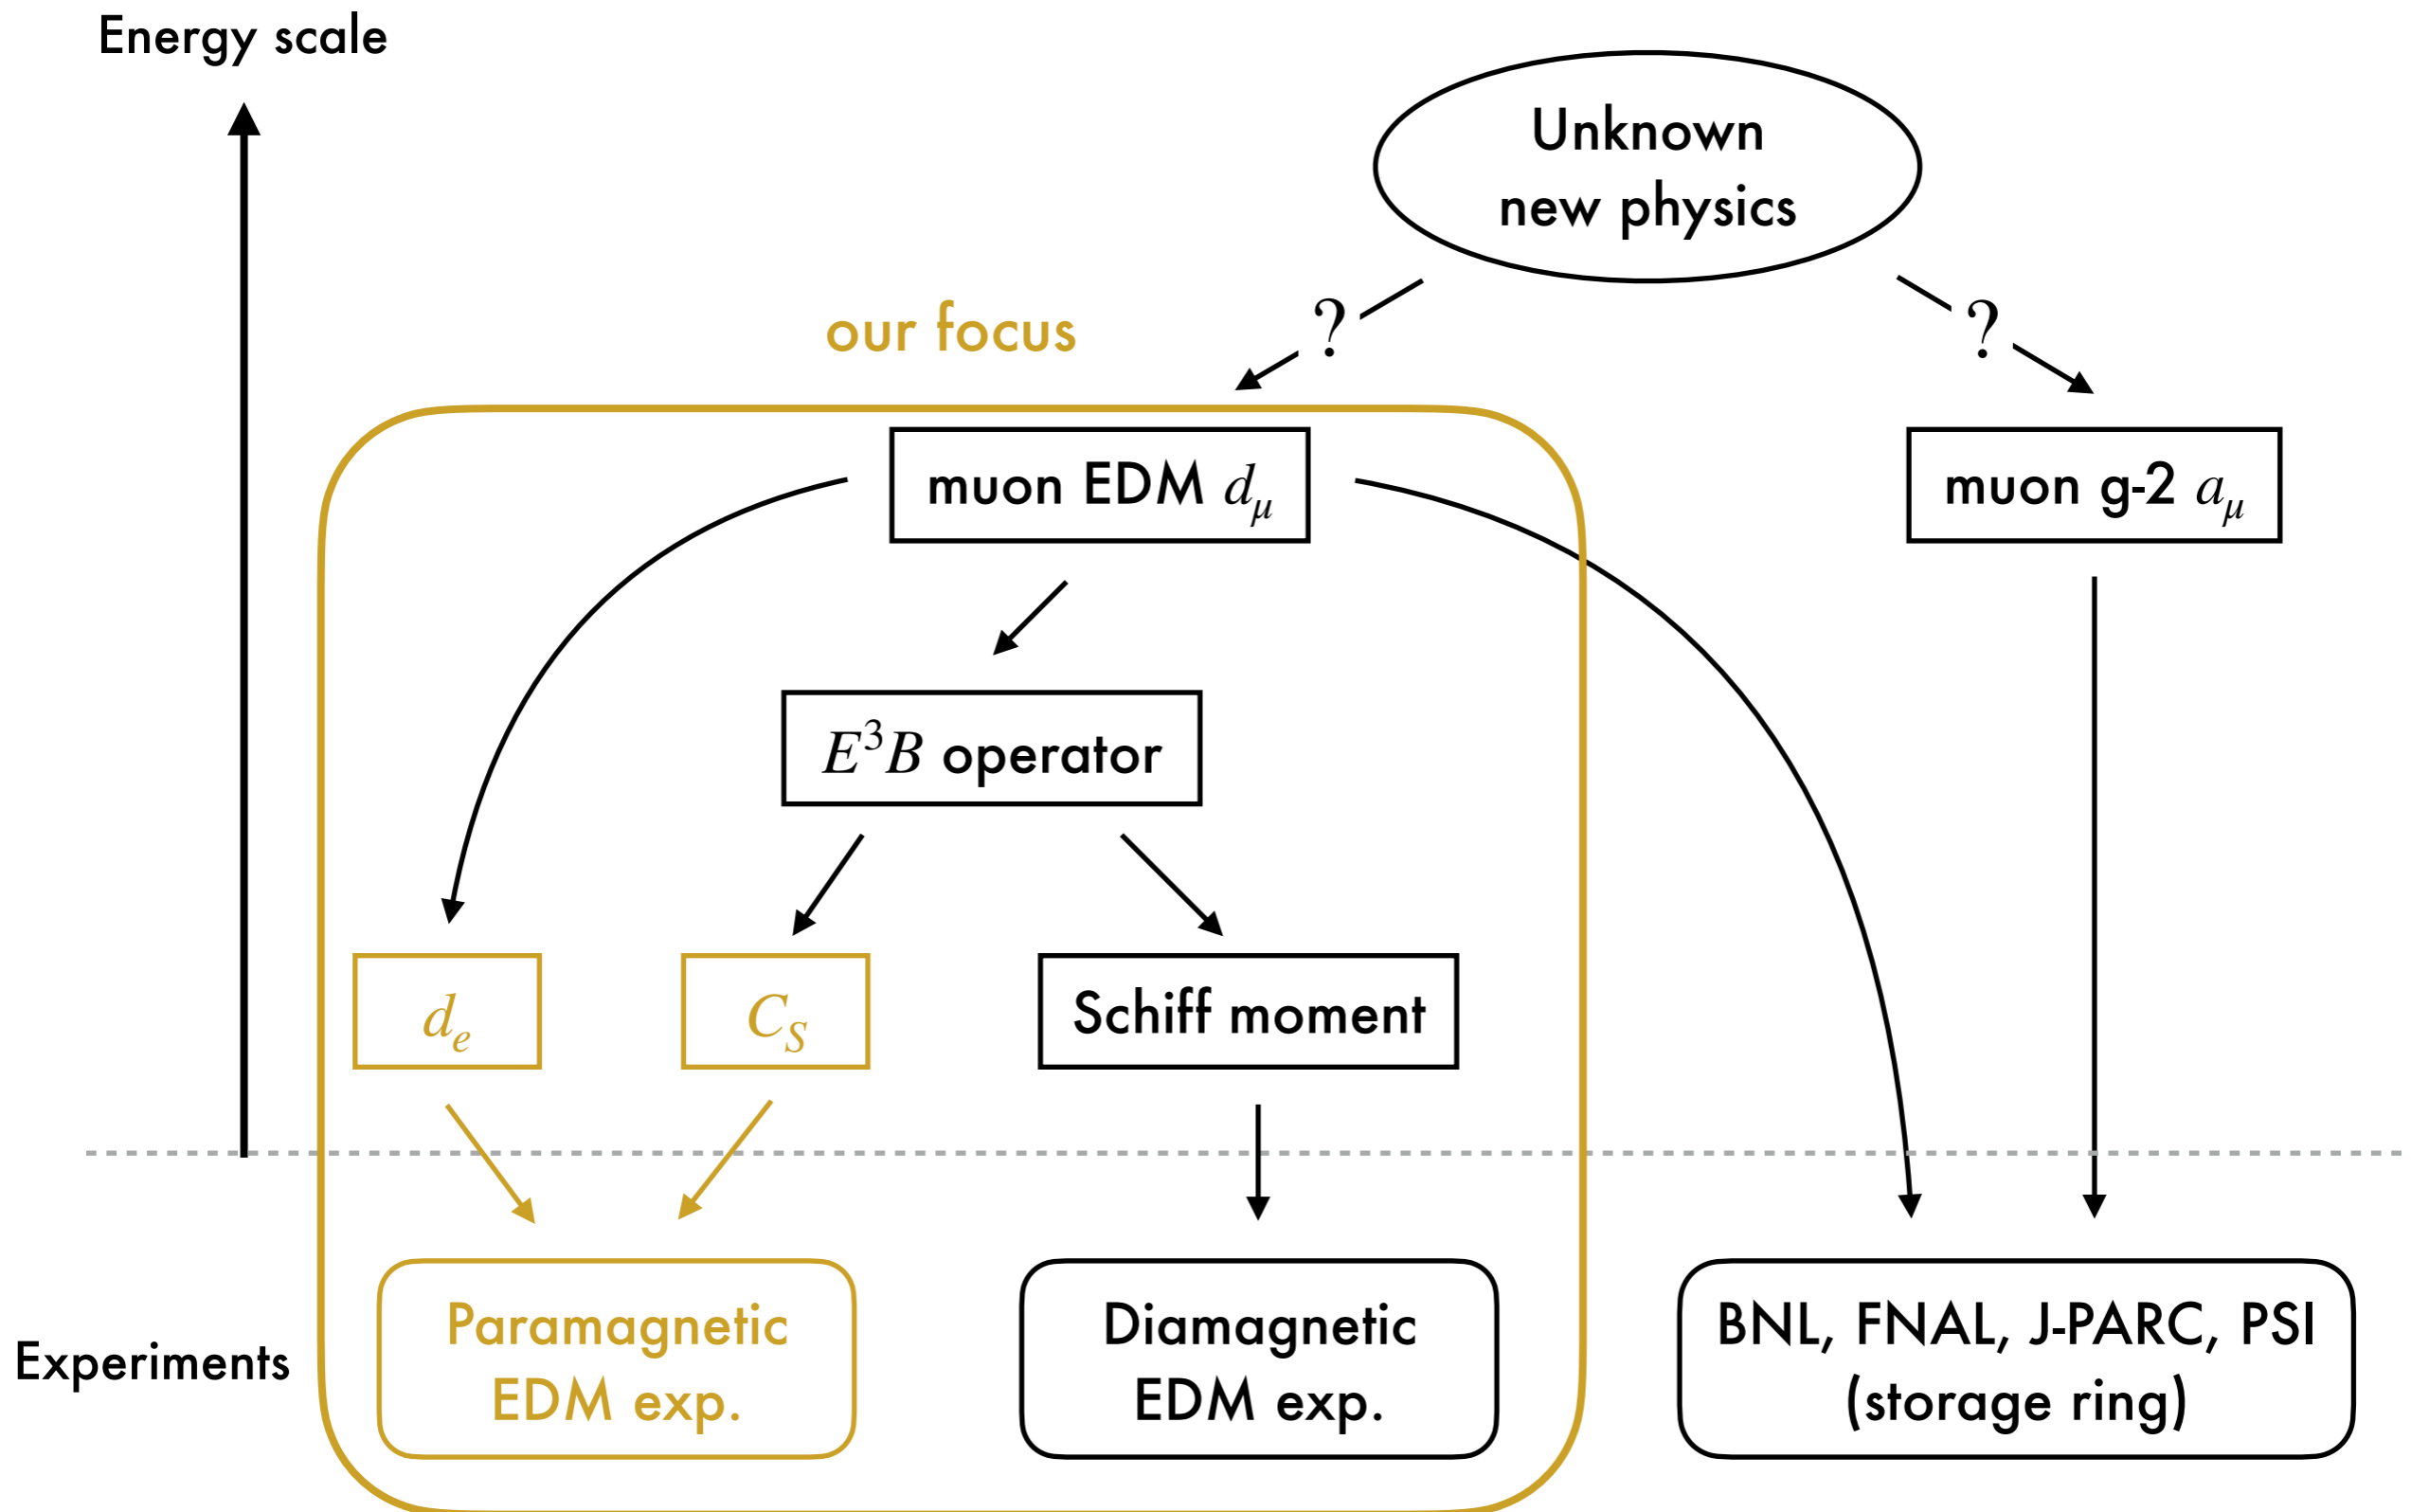 Energy scale
Unknown
new physics
?
?
our focus
muon EDM dμ
muon g-2 aμ
E³B operator
dₑ
C_S
Schiff moment
Experiments
Paramagnetic
EDM exp.
Diamagnetic
EDM exp.
BNL, FNAL, J-PARC, PSI
(storage ring)